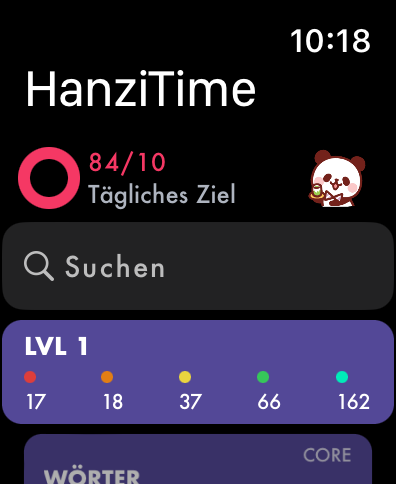 10:18
HanziTime
84/10
Tägliches Ziel
Suchen
LVL 1
17 18 37 66 162
CORE
WÖRTER